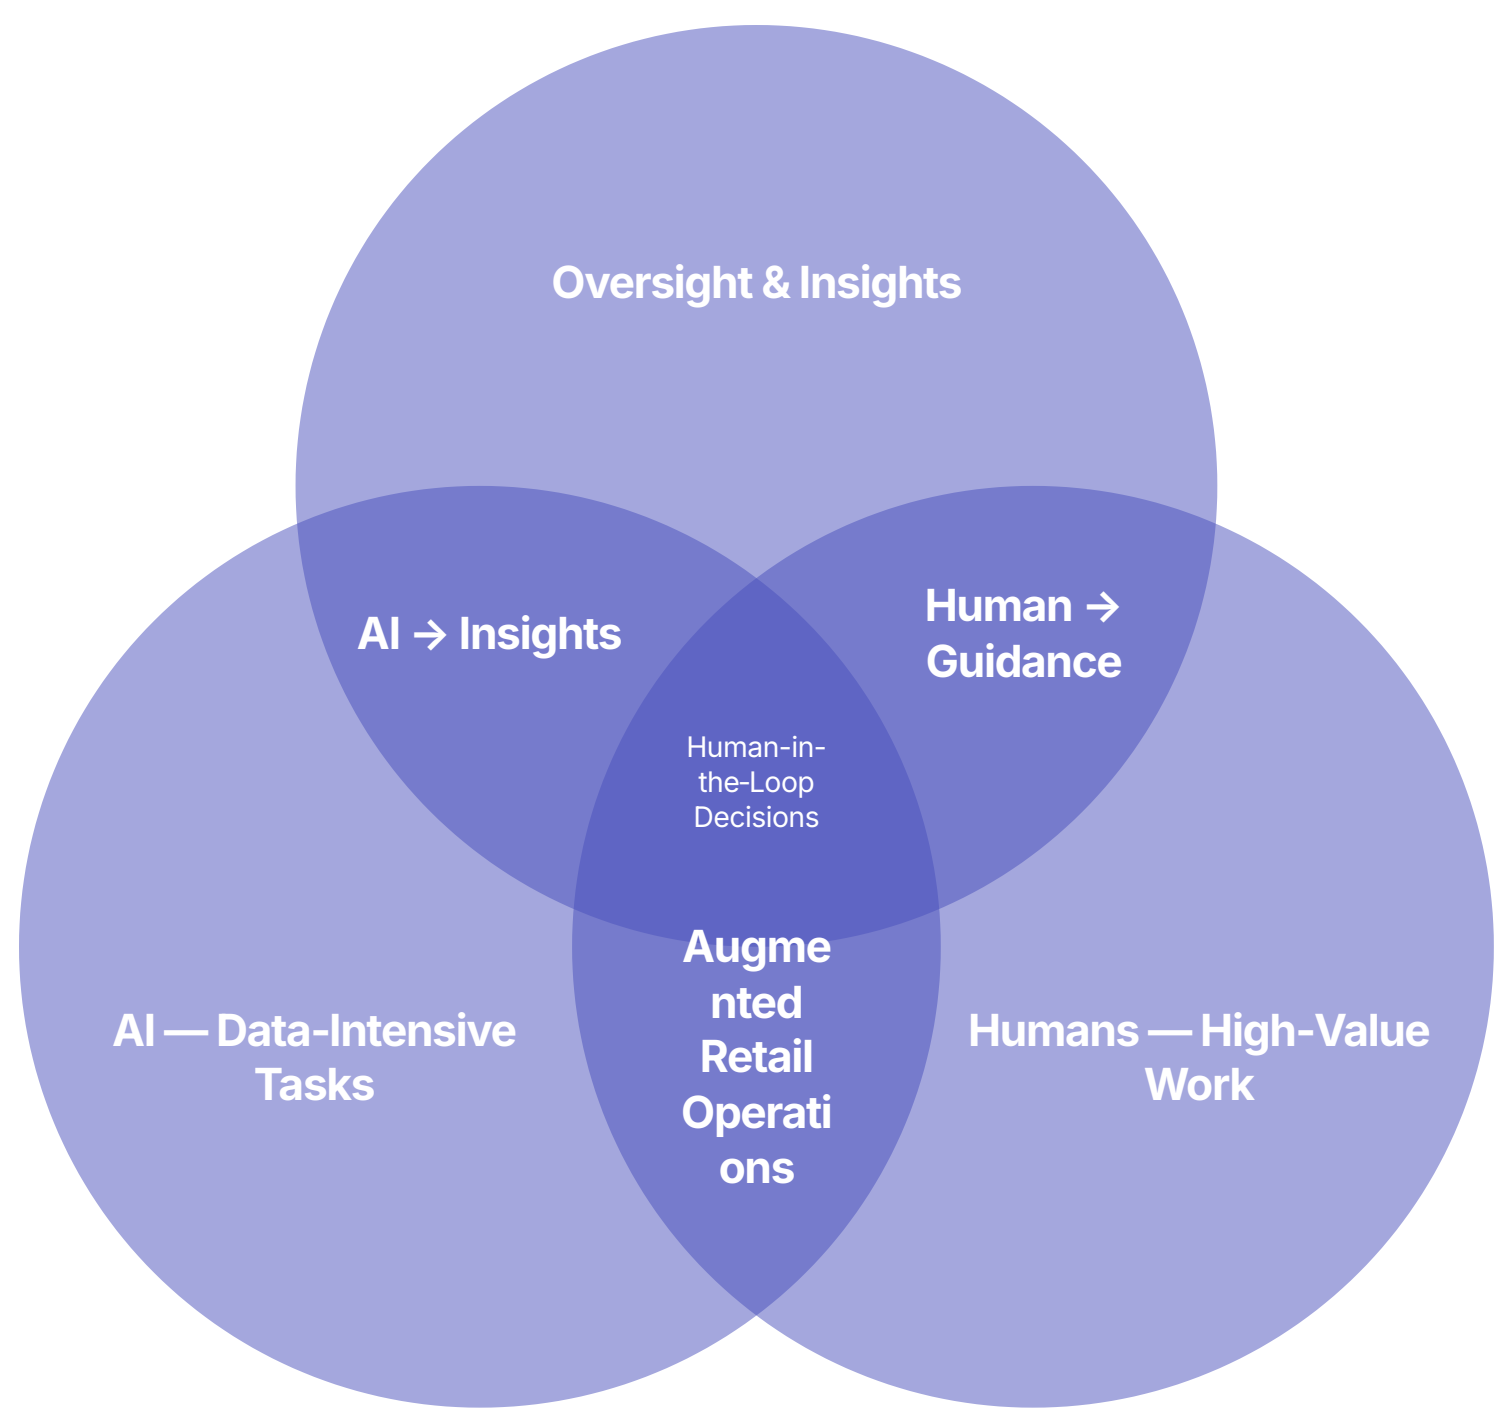 Oversight & Insights
AI → Insights
Human →
Guidance
Human-in-
the-Loop
Decisions
Augme
nted
Retail
Operati
ons
AI — Data-Intensive
Tasks
Humans — High-Value
Work